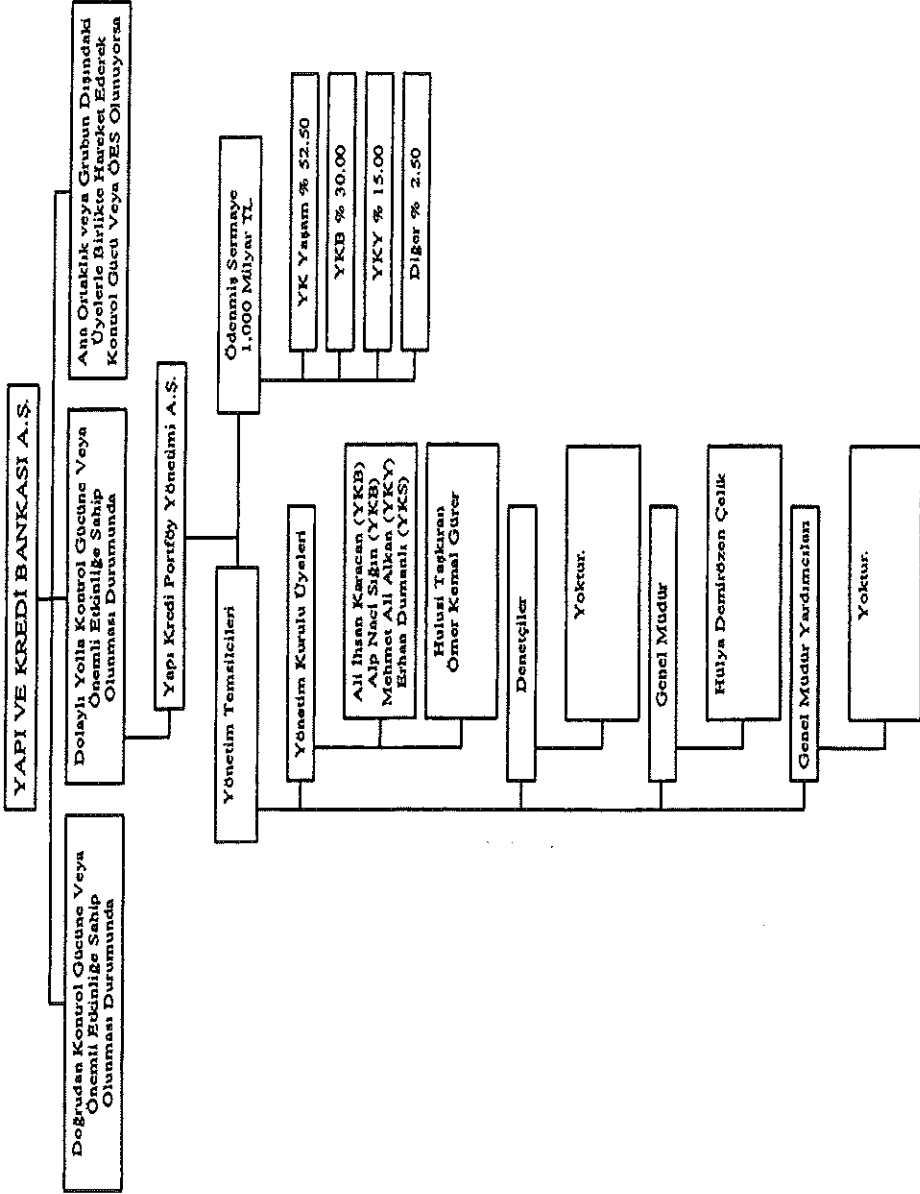 YAPI VE KREDİ BANKASI A.Ş.
Doğrudan Kontrol Gücüne Veya
Önemli Etkinliğe Sahip
Olunması Durumunda
Dolaylı Yolla Kontrol Gücüne Veya
Önemli Etkinliğe Sahip
Olunması Durumunda
Ana Ortaklık veya Grubun Dışındaki
Üyelerle Birlikte Hareket Ederek
Kontrol Gücü Veya ÖES Olunuyorsa
Yapı Kredi Portföy Yönetimi A.Ş.
Yönetim Temsilcileri
Ödenmiş Sermaye
1,000 Milyar TL.
Yönetim Kurulu Üyeleri
Ali İhsan Karacan (YKB)
Alp Naci Sığın (YKB)
Mehmet Ali Alkan (YKY)
Erhan Dumanlı (YKS)
Hulusi Taşkıran
Ömer Kemal Gürer
Denetçiler
Yoktur.
Genel Müdür
Hülya Demirözen Çelik
Genel Müdür Yardımcıları
Yoktur.
YK Yaşam % 52.50
YKB % 30.00
YKY % 15.00
Diğer % 2.50